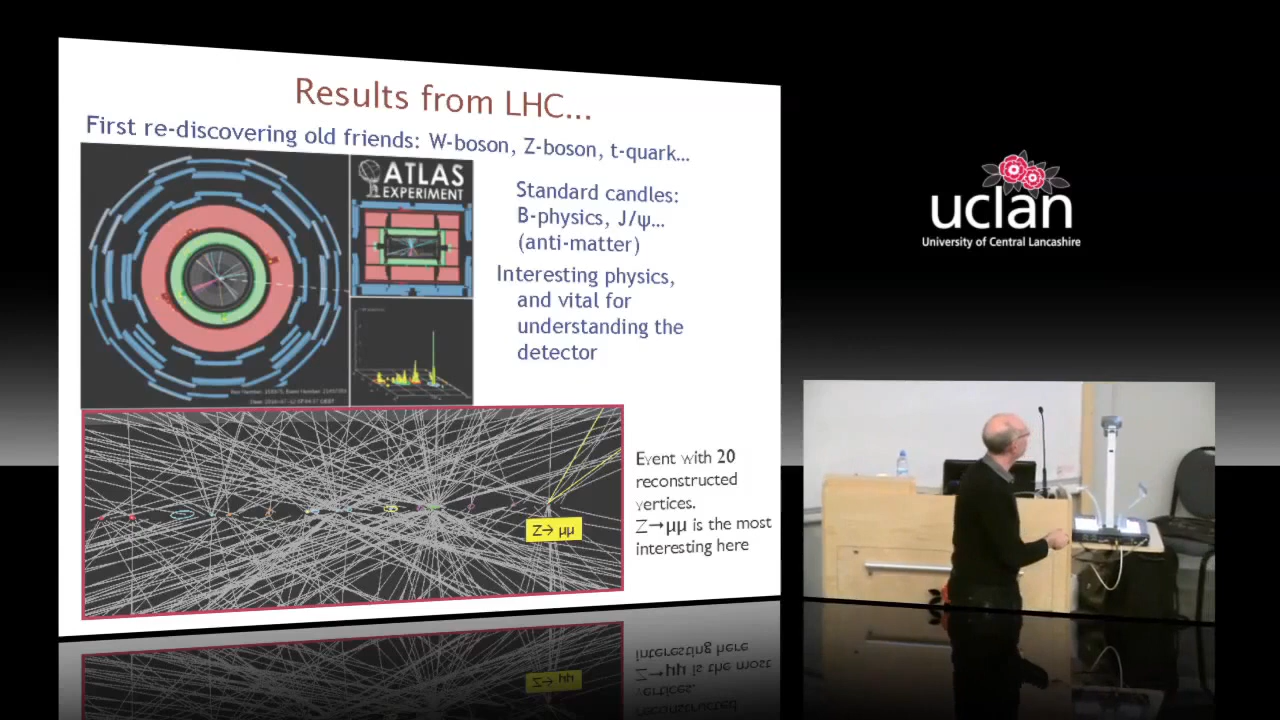 Results from LHC...
First re-discovering old friends: W-boson, Z-boson, t-quark...
ATLAS
EXPERIMENT
Standard candles:
B-physics, J/ψ...
(anti-matter)
Interesting physics,
and vital for
understanding the
detector
Z→ μμ
Event with 20
reconstructed
vertices.
Z→μμ is the most
interesting here
uclan
University of Central Lancashire